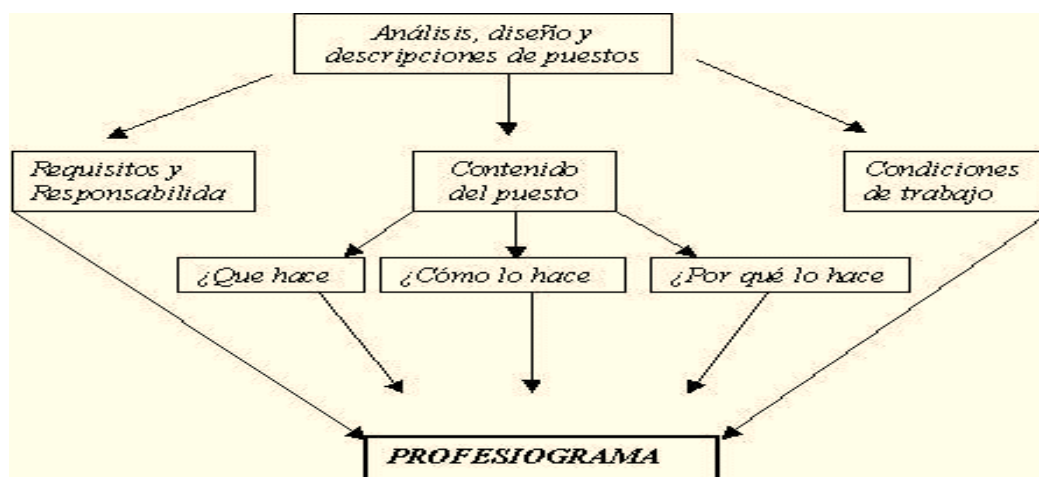 Análisis, diseño y
descripciones de puestos
Requisitos y
Responsabilida
Contenido
del puesto
Condiciones
de trabajo
¿Que hace
¿Cómo lo hace
¿Por qué lo hace
PROFESIOGRAMA